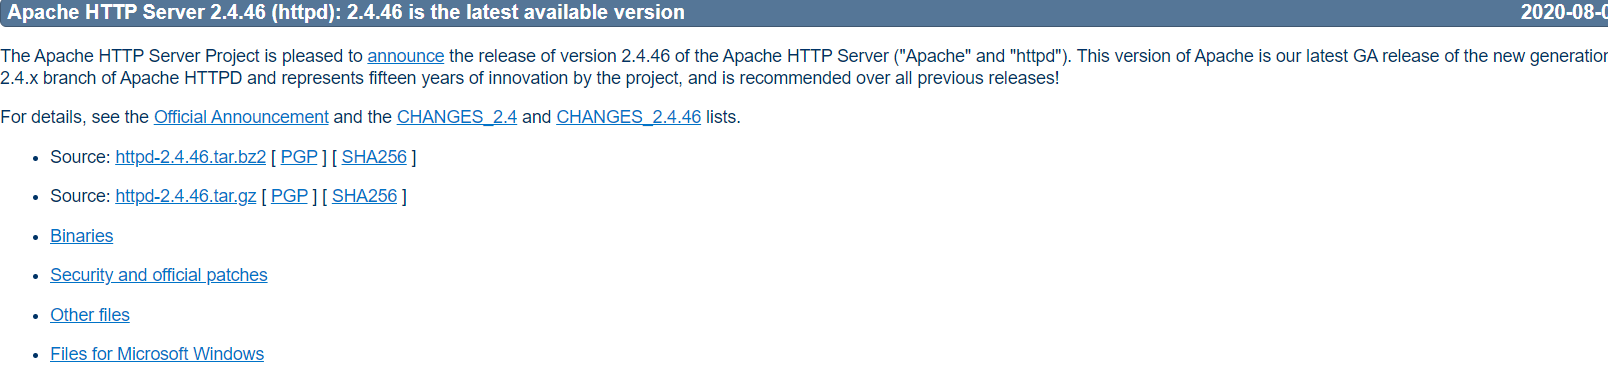 Apache HTTP Server 2.4.46 (httpd): 2.4.46 is the latest available version 2020-08-0
The Apache HTTP Server Project is pleased to announce the release of version 2.4.46 of the Apache HTTP Server ("Apache" and "httpd"). This version of Apache is our latest GA release of the new generation
2.4.x branch of Apache HTTPD and represents fifteen years of innovation by the project, and is recommended over all previous releases!
For details, see the Official Announcement and the CHANGES_2.4 and CHANGES_2.4.46 lists.
• Source: httpd-2.4.46.tar.bz2 [ PGP ] [ SHA256 ]
• Source: httpd-2.4.46.tar.gz [ PGP ] [ SHA256 ]
• Binaries
• Security and official patches
• Other files
• Files for Microsoft Windows